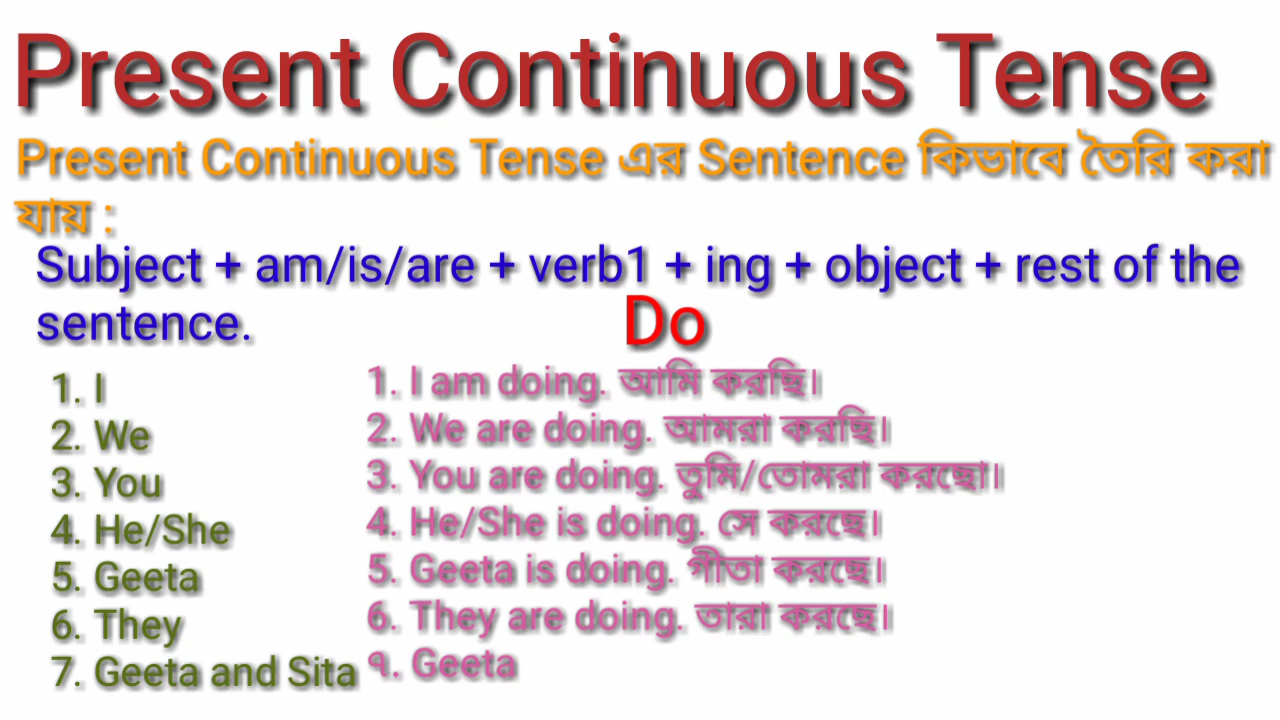 Present Continuous Tense
Present Continuous Tense এর Sentence কিভাবে তৈরি করা
যায় :
Subject + am/is/are + verb1 + ing + object + rest of the
sentence.
Do
1. I
2. We
3. You
4. He/She
5. Geeta
6. They
7. Geeta and Sita
1. I am doing. আমি করছি।
2. We are doing. আমরা করছি।
3. You are doing. তুমি/তোমরা করছো।
4. He/She is doing. সে করছে।
5. Geeta is doing. গীতা করছে।
6. They are doing. তারা করছে।
৭. Geeta